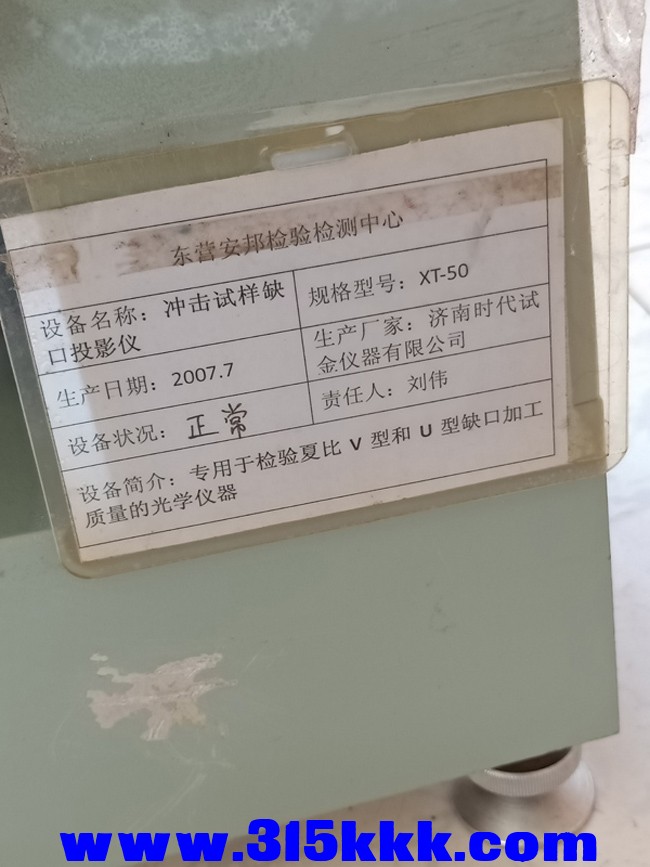 东营安邦检验检测中心
设备名称：冲击试样缺
口投影仪
规格型号：XT-50
生产日期：2007.7
生产厂家：济南时代试
金仪器有限公司
设备状况：正常
责任人：刘伟
设备简介：专用于检验夏比 V 型和 U 型缺口加工
质量的光学仪器
www.315kkk.com